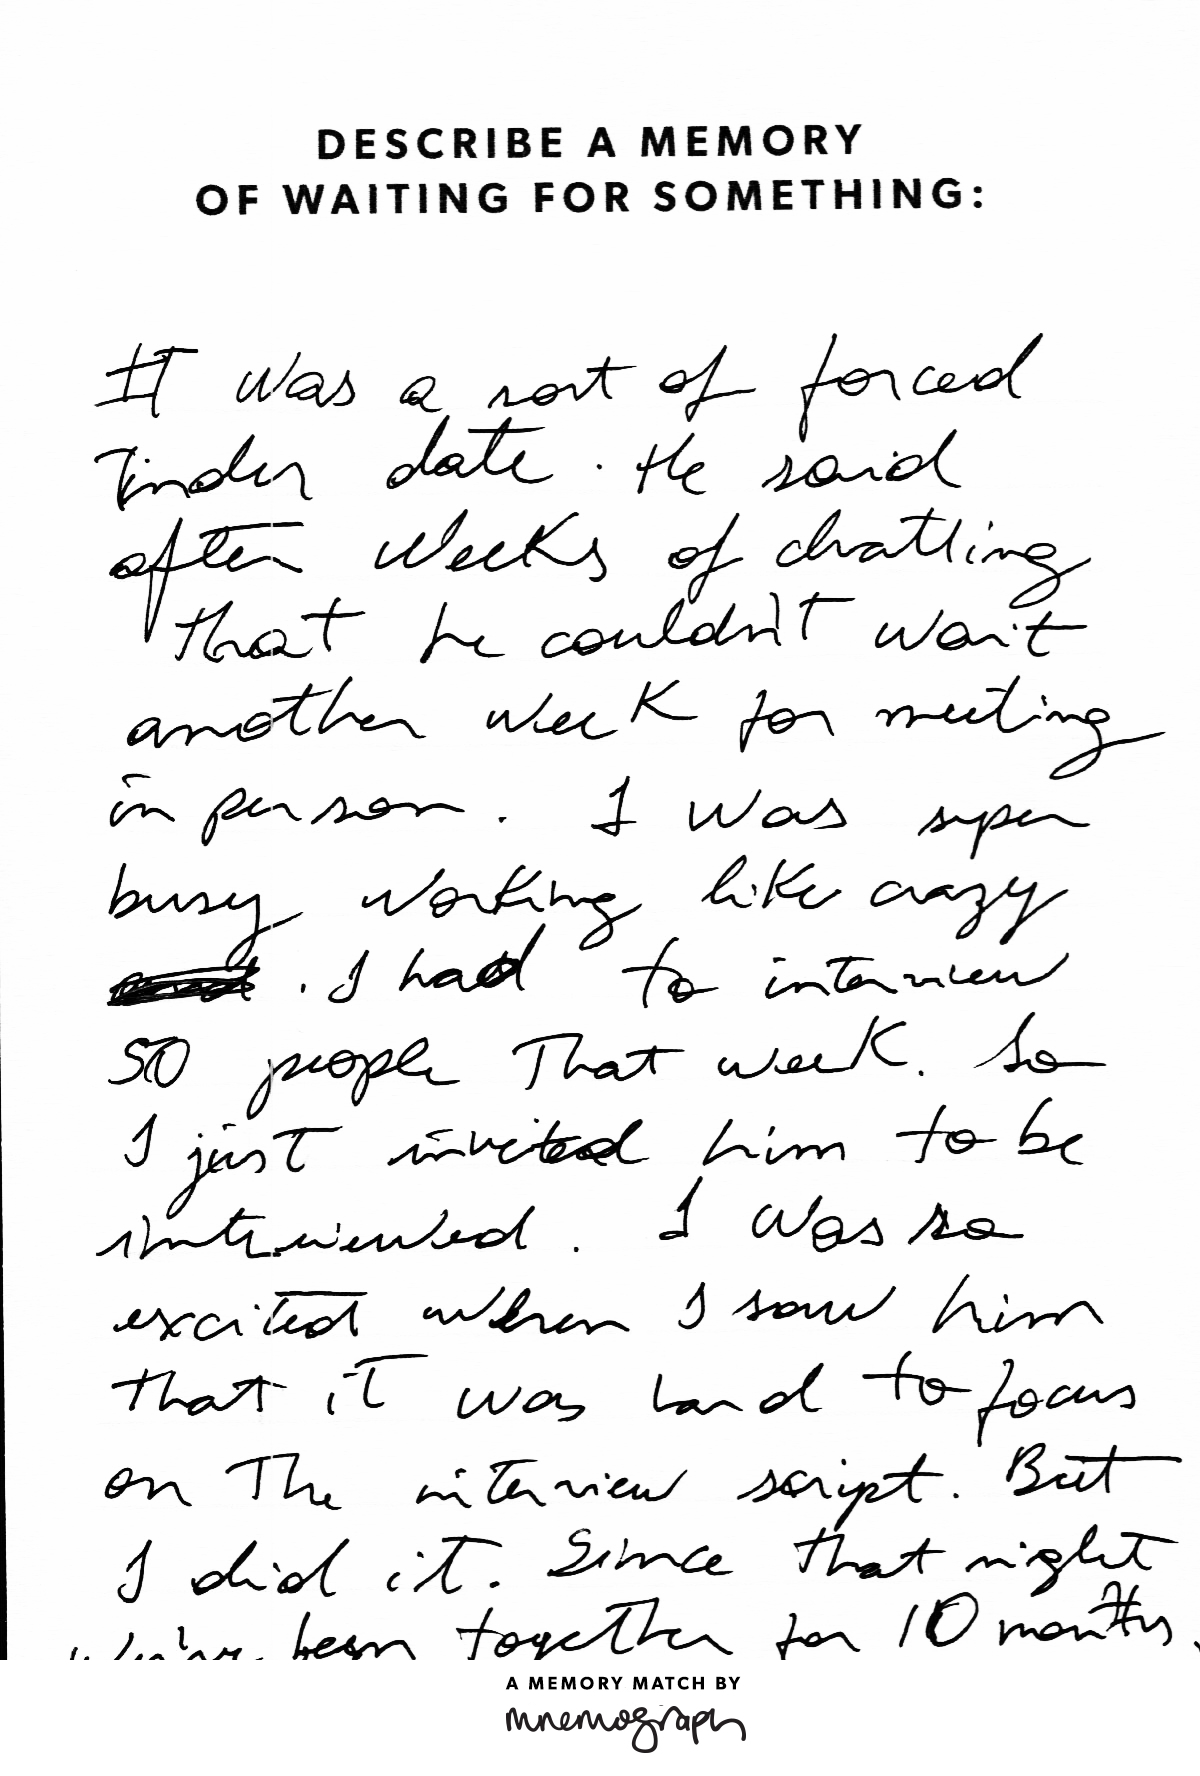 DESCRIBE A MEMORY
OF WAITING FOR SOMETHING:
It was a sort of forced
Tinder date. He said
after weeks of chatting
that he couldn't wait
another week for meeting
in person. I was super
busy working like crazy
. I had to interview
50 people That week. So
I just invited him to be
interviewed. I was so
excited when I saw him
that it was hard to focus
on The interview script. But
I did it. Since that night
We've been together for 10 months.
A MEMORY MATCH BY
mnemograph